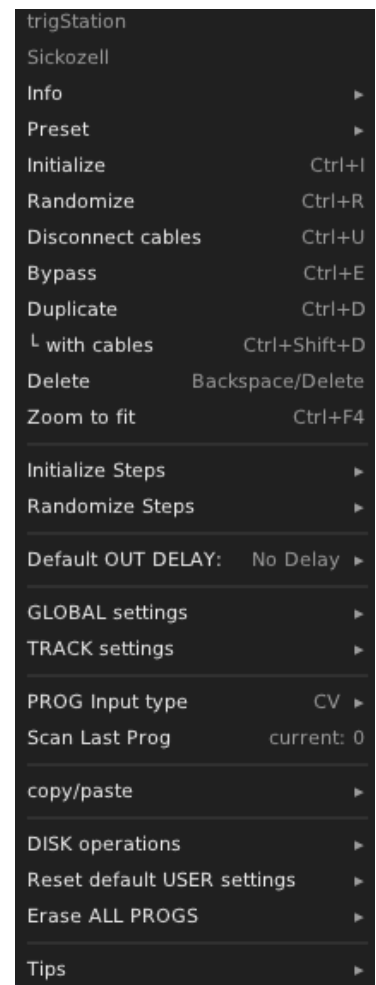 trigStation
Sickozell
Info ▸
Preset ▸
Initialize Ctrl+I
Randomize Ctrl+R
Disconnect cables Ctrl+U
Bypass Ctrl+E
Duplicate Ctrl+D
└ with cables Ctrl+Shift+D
Delete Backspace/Delete
Zoom to fit Ctrl+F4
Initialize Steps ▸
Randomize Steps ▸
Default OUT DELAY: No Delay ▸
GLOBAL settings ▸
TRACK settings ▸
PROG Input type CV ▸
Scan Last Prog current: 0
copy/paste ▸
DISK operations ▸
Reset default USER settings ▸
Erase ALL PROGS ▸
Tips ▸